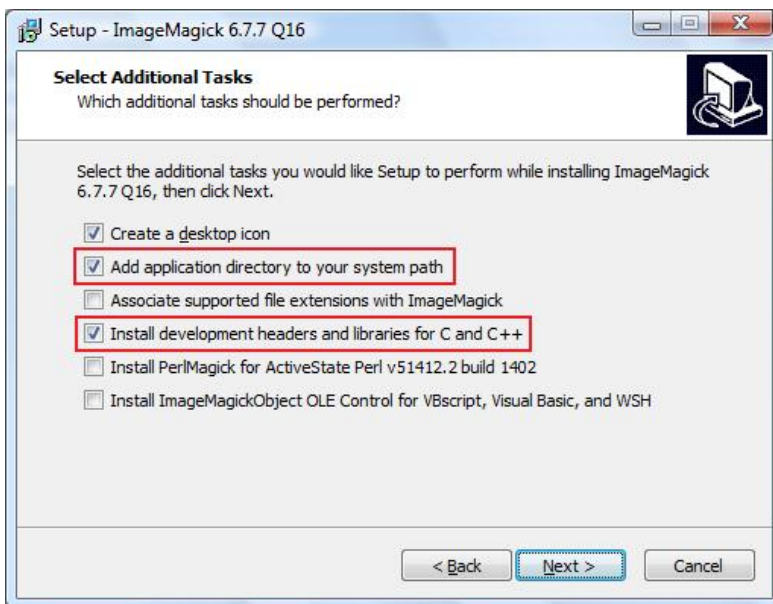 Setup - ImageMagick 6.7.7 Q16
Select Additional Tasks
Which additional tasks should be performed?
Select the additional tasks you would like Setup to perform while installing ImageMagick
6.7.7 Q16, then click Next.
Create a desktop icon
Add application directory to your system path
Associate supported file extensions with ImageMagick
Install development headers and libraries for C and C++
Install PerlMagick for ActiveState Perl v51412.2 build 1402
Install ImageMagickObject OLE Control for VBscript, Visual Basic, and WSH
< Back Next > Cancel